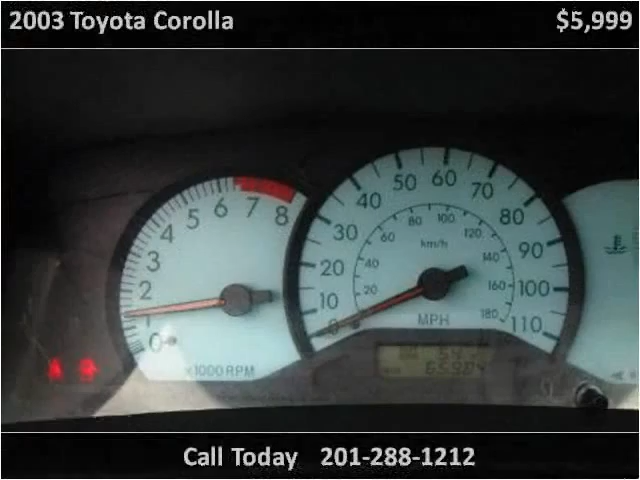 2003 Toyota Corolla $5,999
0 1 2 3 4 5 6 7 8
×1000 RPM
0 10 20 30 40 50 60 70 80 90 100 110
MPH
20 40 60 80 100 120 140 160 180
km/h
Call Today 201-288-1212